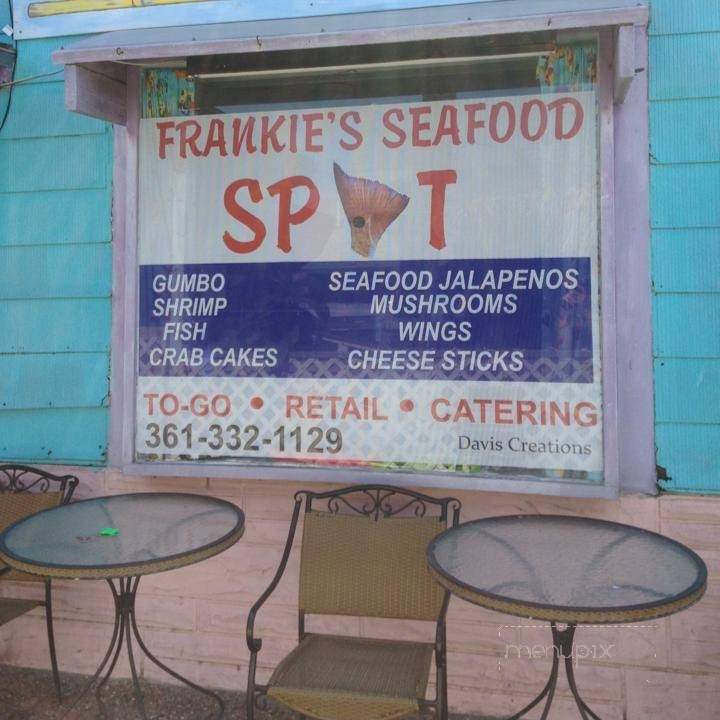 FRANKIE'S SEAFOOD
SP T
GUMBO SEAFOOD JALAPENOS
SHRIMP MUSHROOMS
FISH WINGS
CRAB CAKES CHEESE STICKS
TO-GO • RETAIL • CATERING
361-332-1129 Davis Creations
menupix